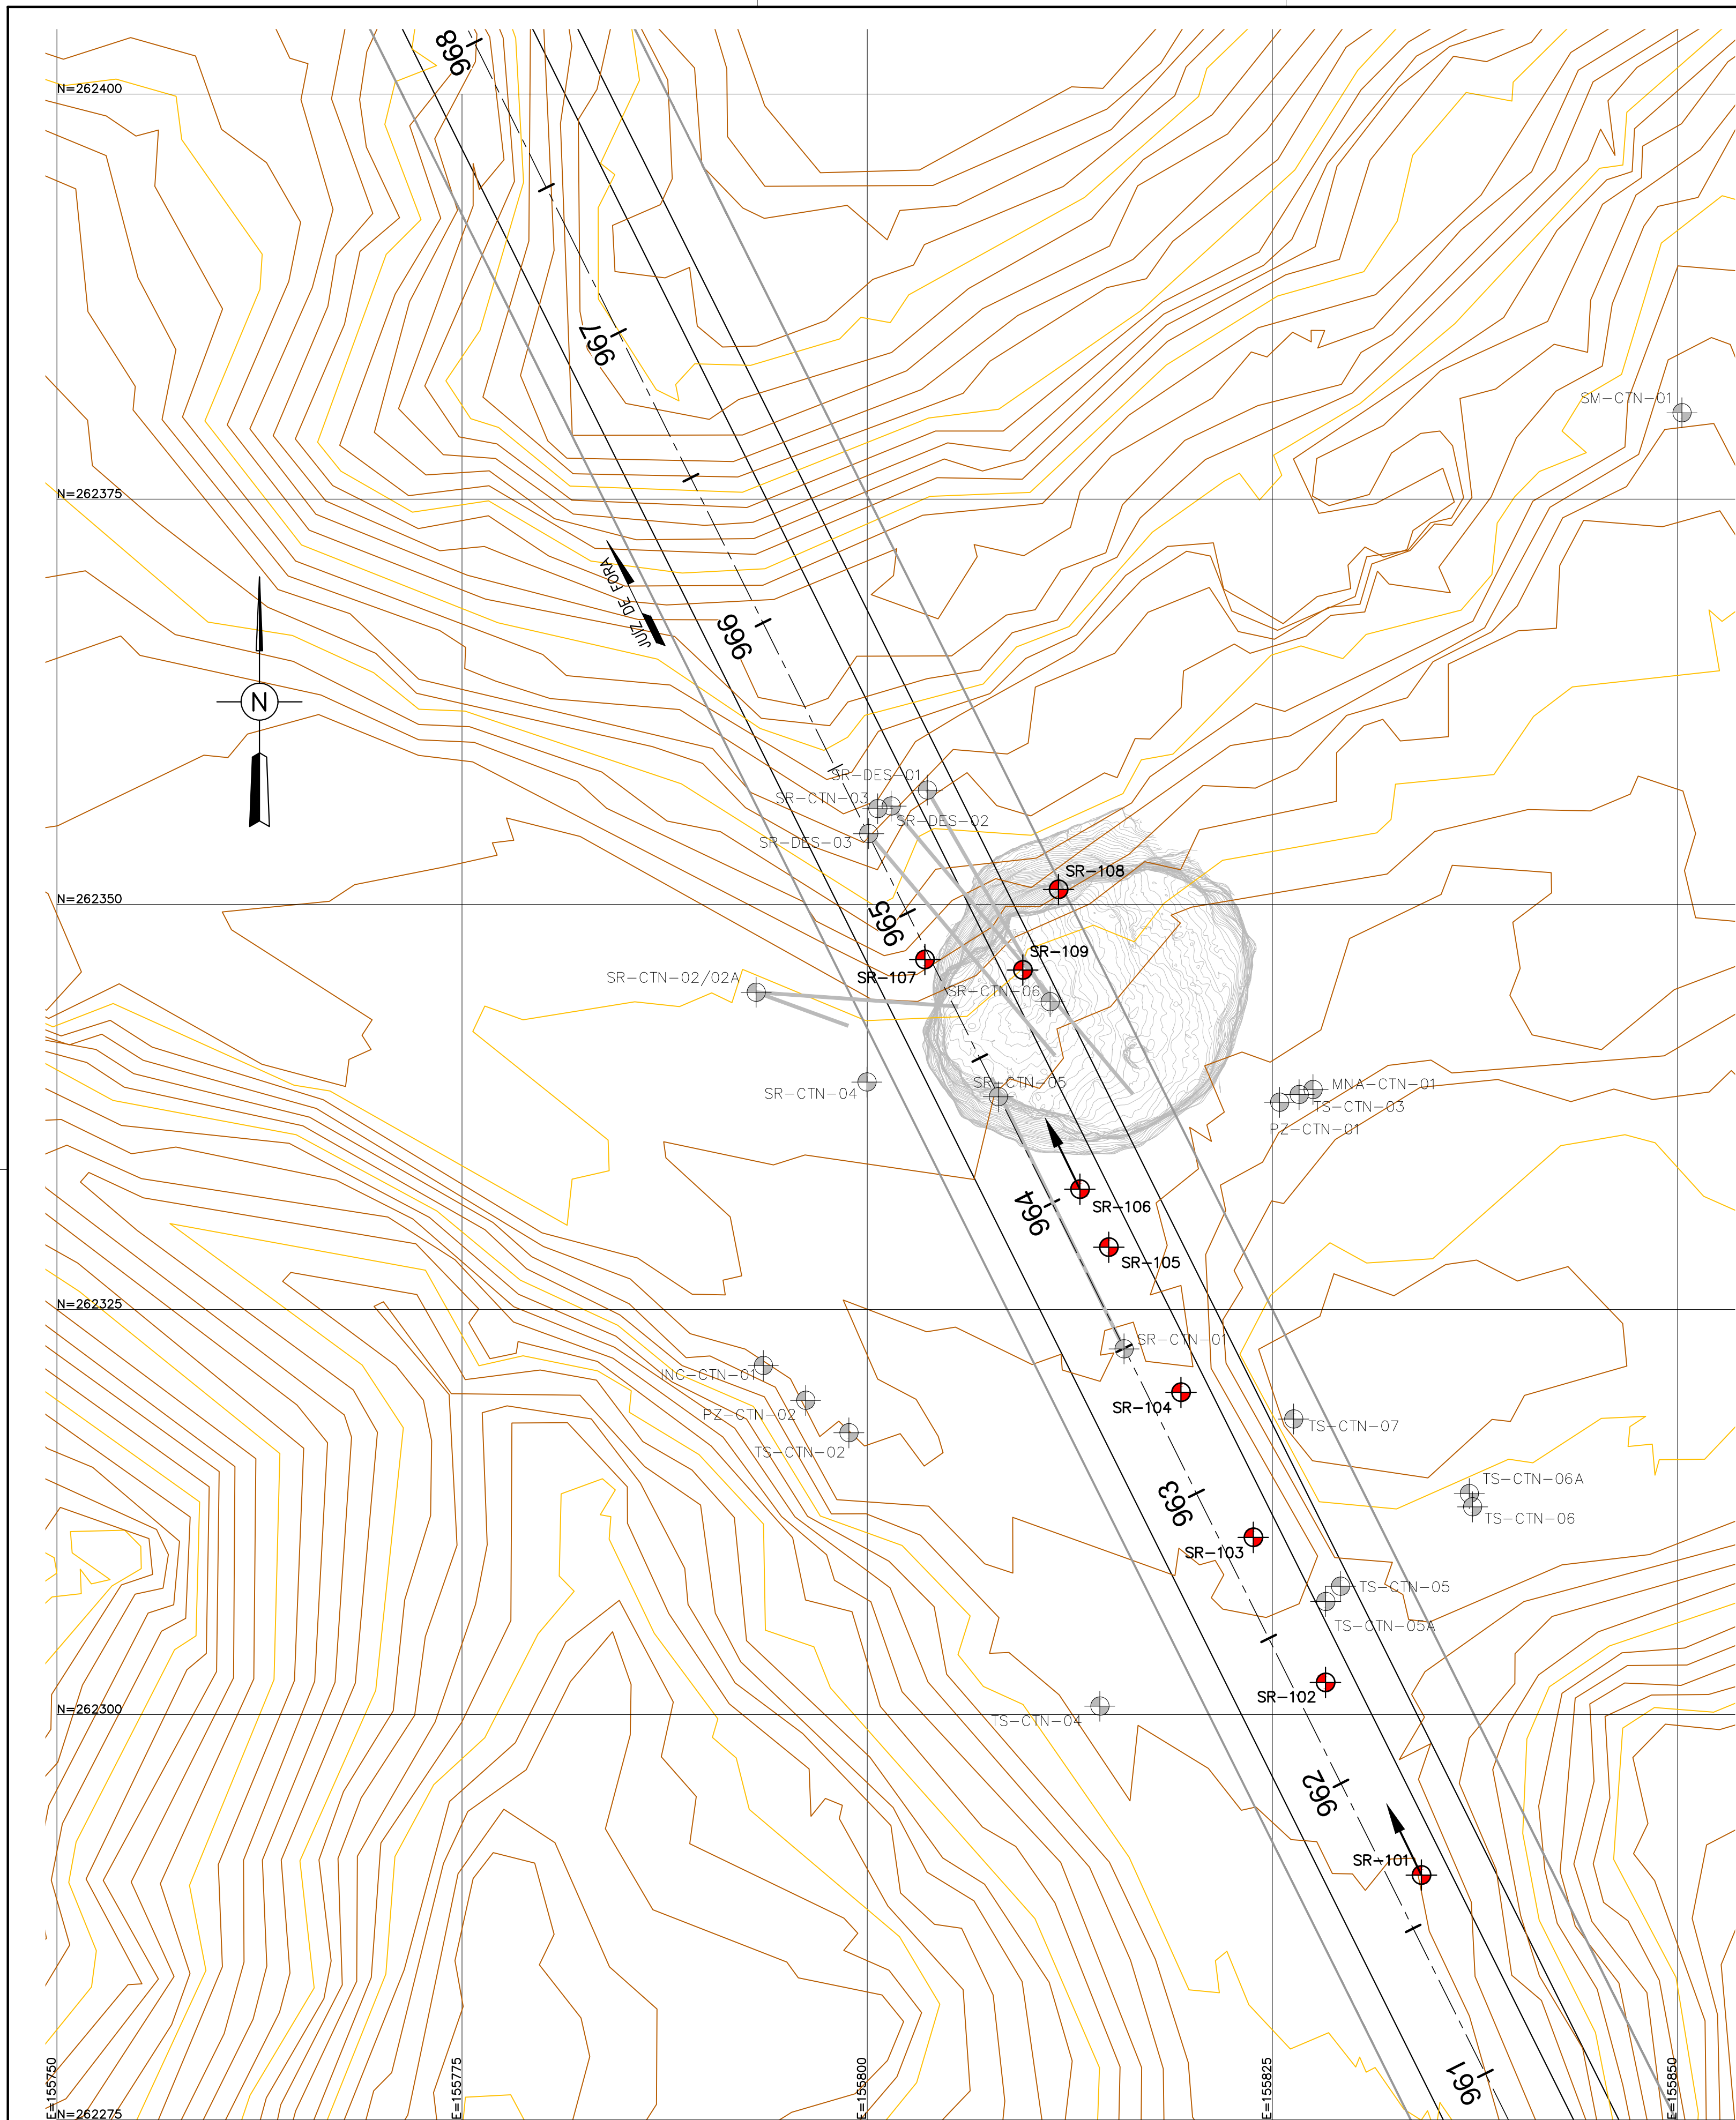 N=262400
968
967
SM-CTN-01
N=262375
JUIZ DE FORA
966
N
SR-DES-01
SR-CTN-03
SR-DES-02
SR-DES-03
SR-108
N=262350
965
SR-109
SR-107
SR-CTN-02/02A
SR-CTN-06
SR-CTN-05
MNA-CTN-01
SR-CTN-04
TS-CTN-03
PZ-CTN-01
964
SR-106
SR-105
N=262325
SR-CTN-01
INC-CTN-01
SR-104
PZ-CTN-02
TS-CTN-07
TS-CTN-02
TS-CTN-06A
963
TS-CTN-06
SR-103
TS-CTN-05
TS-CTN-05A
SR-102
N=262300
TS-CTN-04
962
SR-101
961
E=155750
E=155775
E=155800
E=155825
E=155850
N=262275